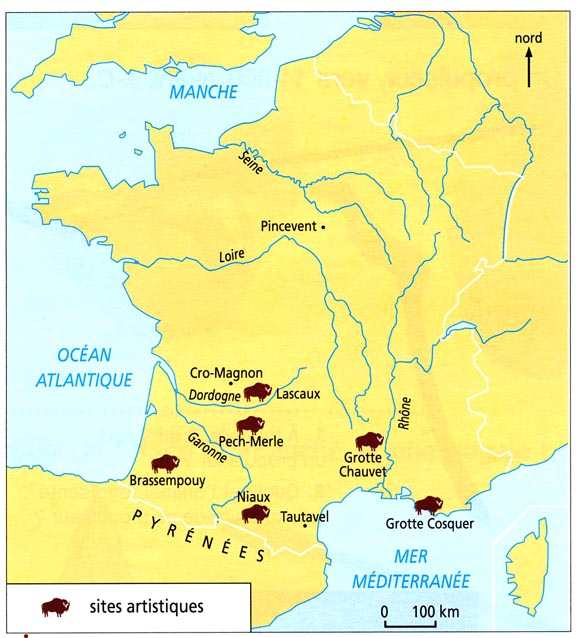 nord
MANCHE
Seine
Pincevent
Loire
OCÉAN
ATLANTIQUE
Cro-Magnon
Dordogne
Lascaux
Pech-Merle
Garonne
Rhône
Grotte
Chauvet
Brassempouy
Niaux
Tautavel
Grotte Cosquer
PYRÉNÉES
MER
MÉDITERRANÉE
0 100 km
sites artistiques